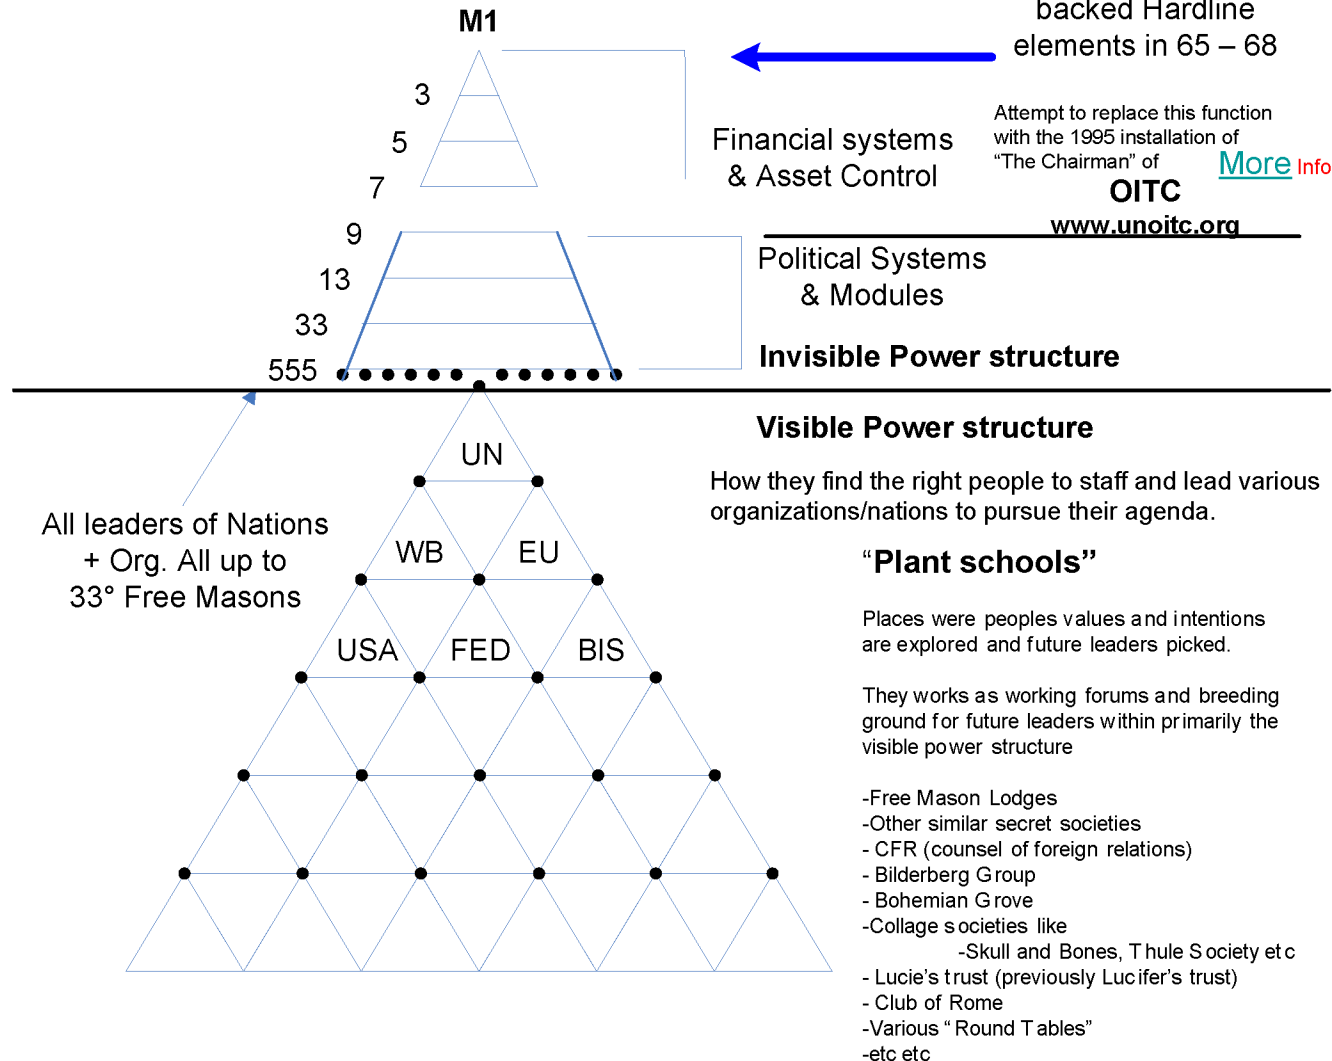 M1
backed Hardline
elements in 65 – 68
3
5
7
9
13
33
555
Financial systems
& Asset Control
Attempt to replace this function
with the 1995 installation of
“The Chairman” of
More Info
OITC
www.unoitc.org
Political Systems
& Modules
Invisible Power structure
Visible Power structure
UN
WB EU
USA FED BIS
All leaders of Nations
+ Org. All up to
33° Free Masons
How they find the right people to staff and lead various
organizations/nations to pursue their agenda.
“Plant schools”
Places were peoples values and intentions
are explored and future leaders picked.
They works as working forums and breeding
ground for future leaders within primarily the
visible power structure
-Free Mason Lodges
-Other similar secret societies
- CFR (counsel of foreign relations)
- Bilderberg Group
- Bohemian Grove
-Collage societies like
-Skull and Bones, Thule Society etc
- Lucie’s trust (previously Lucifer’s trust)
- Club of Rome
-Various “Round Tables”
-etc etc